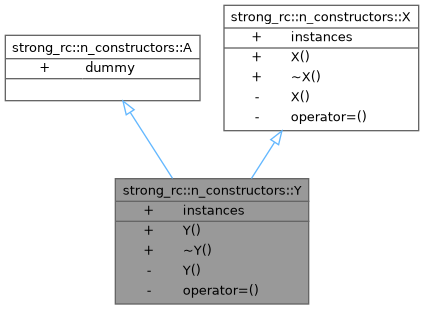 strong_rc::n_constructors::A
+ dummy
strong_rc::n_constructors::X
+ instances
+ X()
+ ~X()
- X()
- operator=()
strong_rc::n_constructors::Y
+ instances
+ Y()
+ ~Y()
- Y()
- operator=()